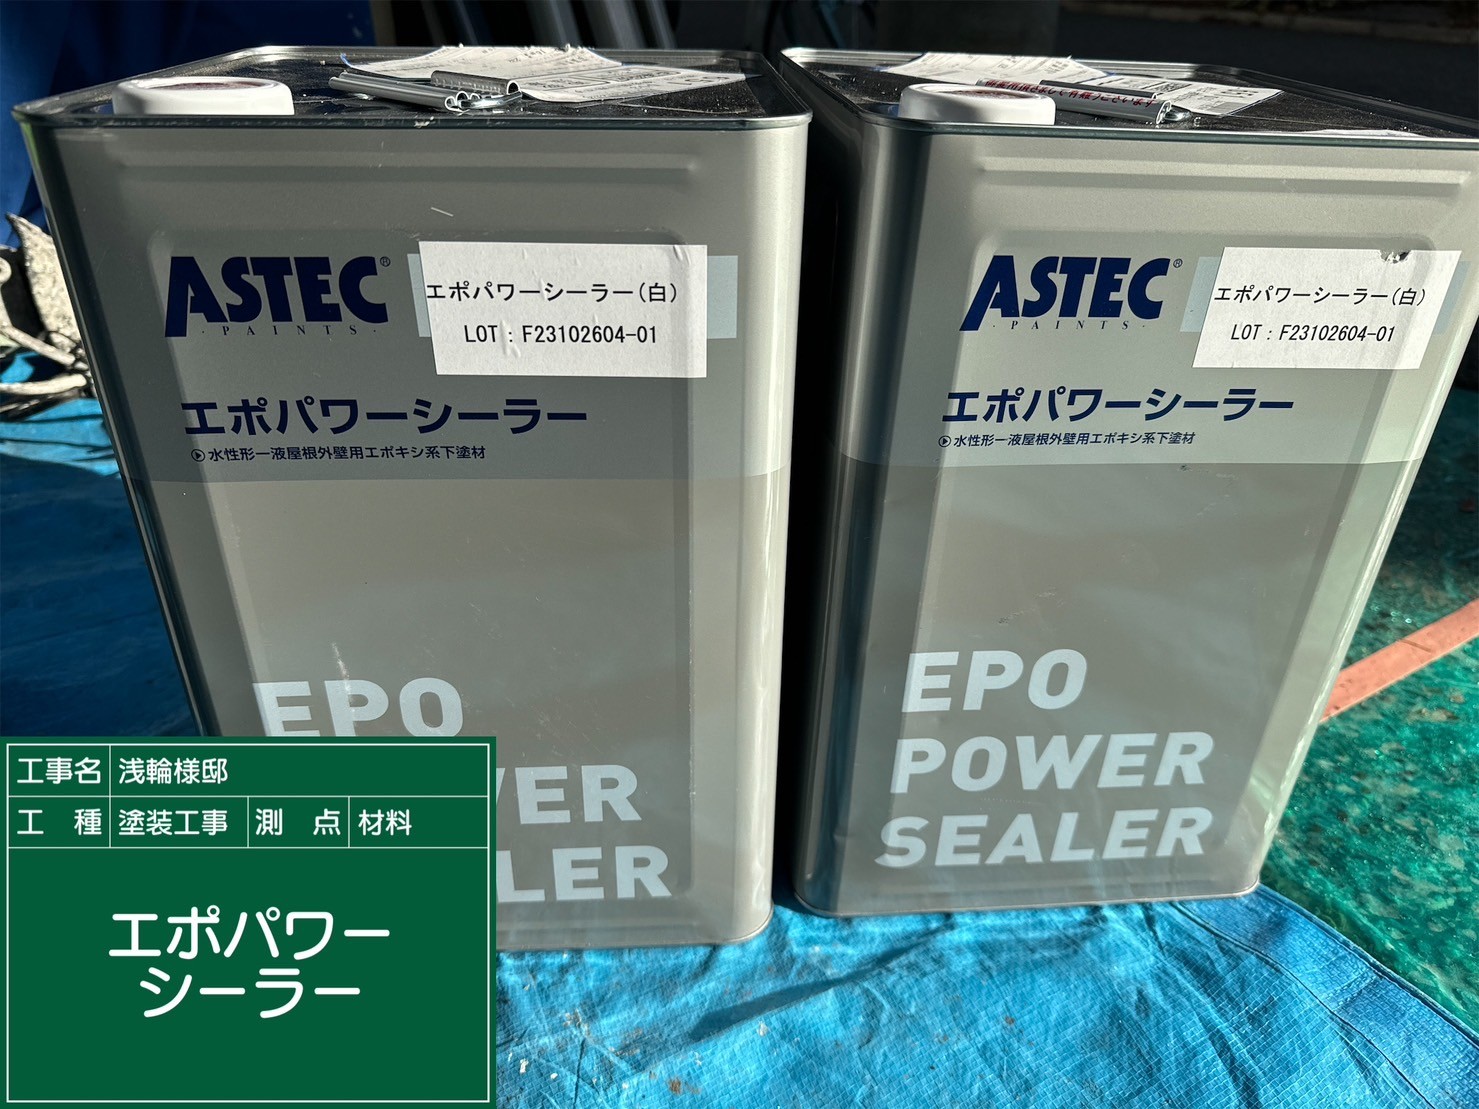 ASTEC®
PAINTS
エポパワーシーラー(白)
LOT : F23102604-01
エポパワーシーラー
水性形一液屋根外壁用エポキシ系下塗材
EPO
VER
LER
ASTEC®
PAINTS
エポパワーシーラー(白)
LOT : F23102604-01
エポパワーシーラー
水性形一液屋根外壁用エポキシ系下塗材
EPO
POWER
SEALER
工事名 浅輪様邸
工 種 塗装工事 測 点 材料
エポパワー
シーラー